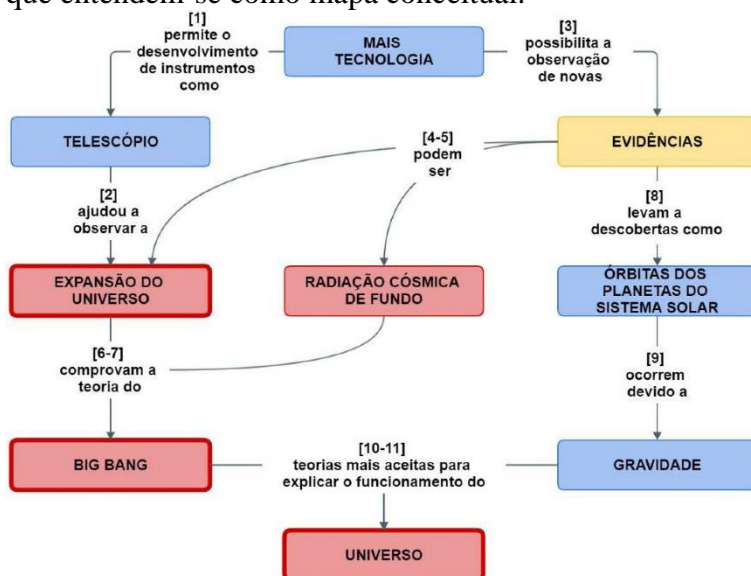 que entendem-se como mapa conceitual.
[1]
permite o
desenvolvimento
de instrumentos
como
MAIS
TECNOLOGIA
[3]
possibilita a
observação
de novas
TELESCÓPIO
[4-5]
podem
ser
EVIDÊNCIAS
[2]
ajudou a
observar a
[8]
levam a
descobertas como
EXPANSÃO DO
UNIVERSO
RADIAÇÃO CÓSMICA
DE FUNDO
ÓRBITAS DOS
PLANETAS DO
SISTEMA SOLAR
[6-7]
comprovam a
teoria do
[9]
ocorrem
devido a
BIG BANG
[10-11]
teorias mais aceitas para
explicar o funcionamento do
GRAVIDADE
UNIVERSO